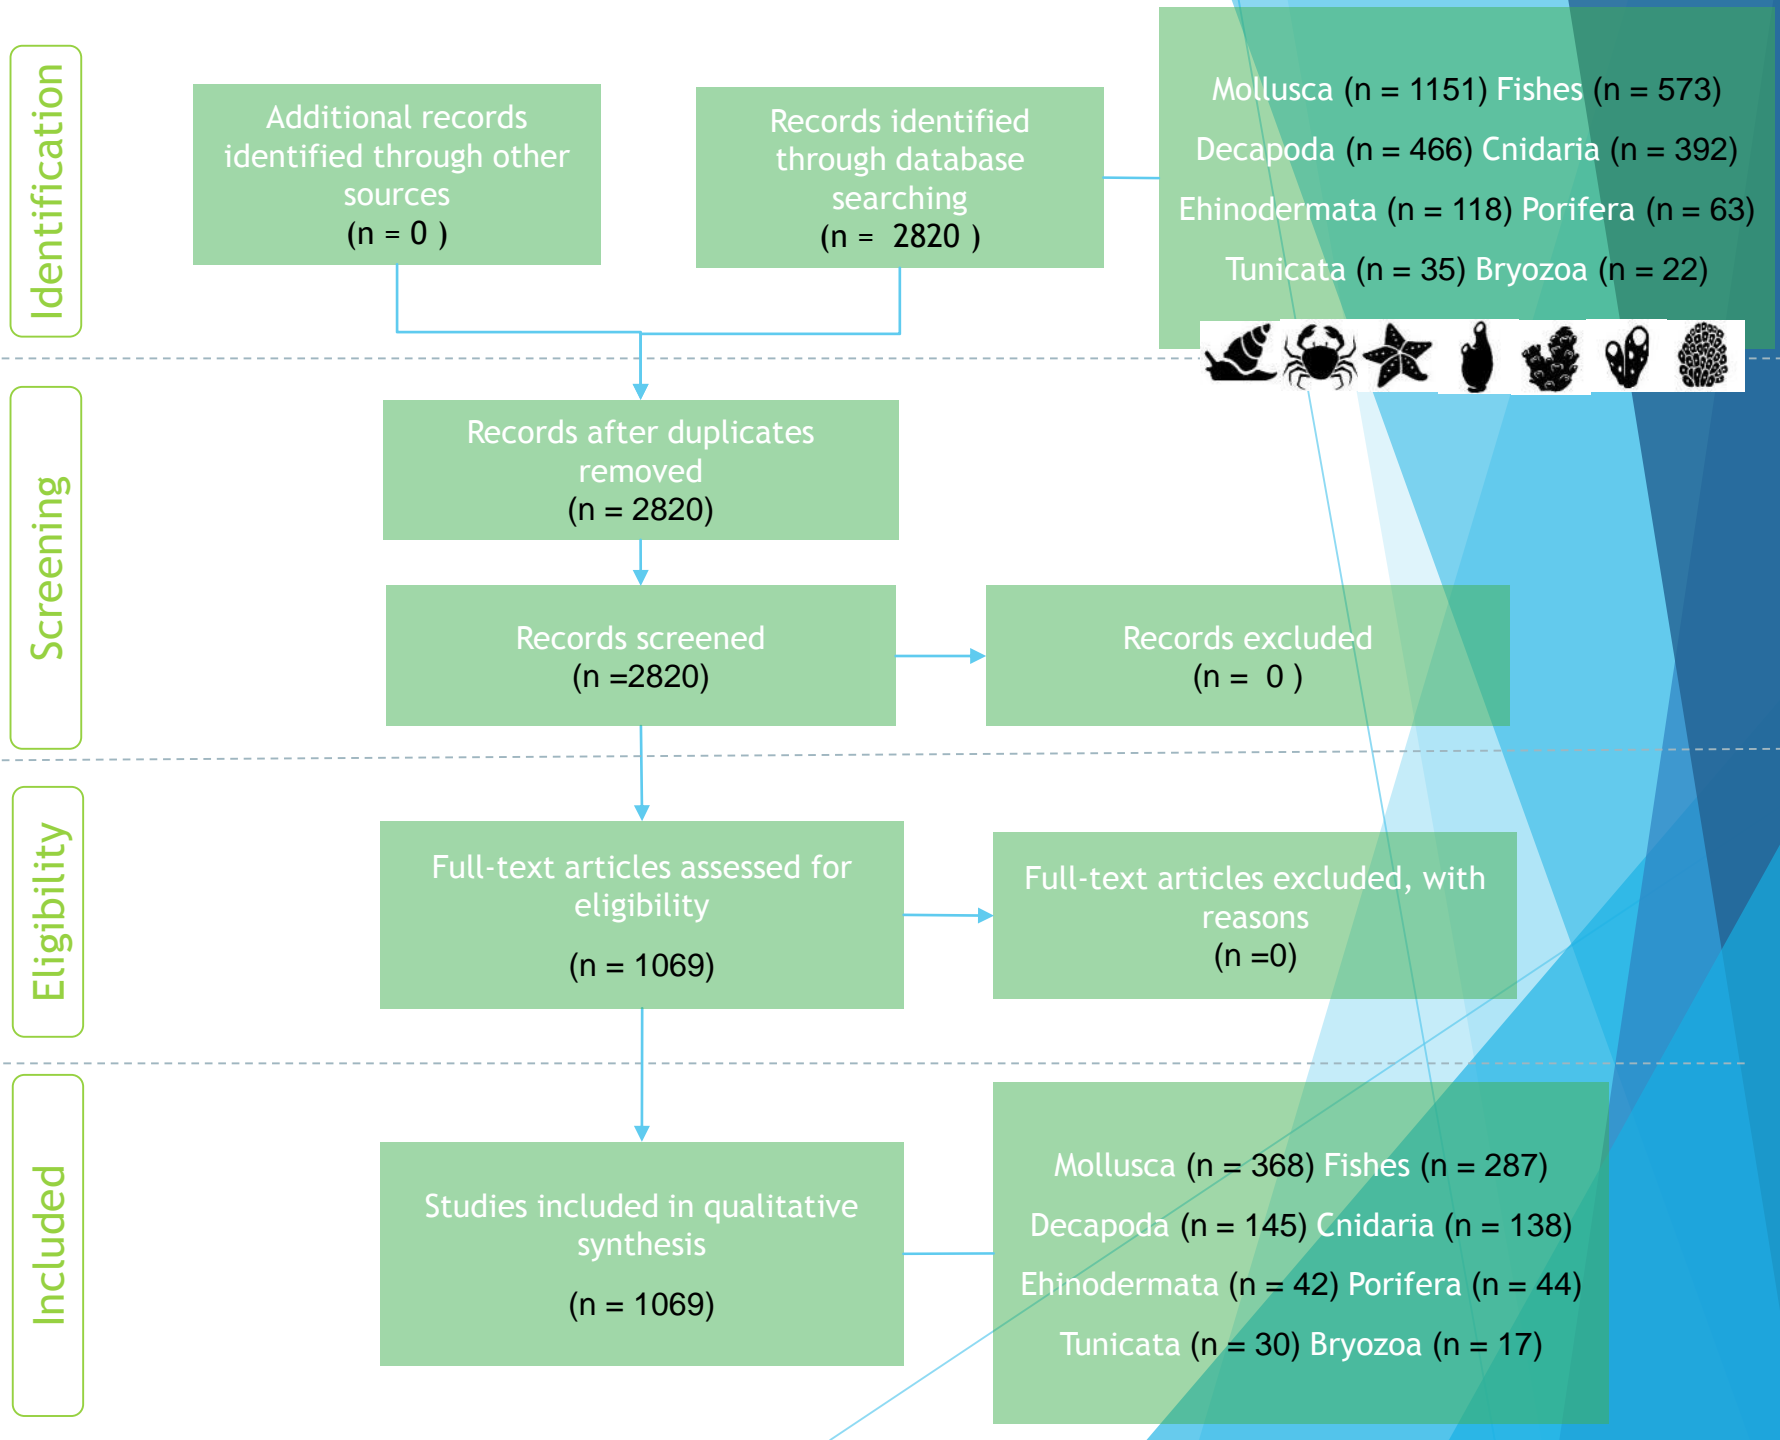 Identification
Additional records
identified through other
sources
(n = 0 )
Records identified
through database
searching
(n =  2820 )
Mollusca (n = 1151) Fishes (n = 573)
Decapoda (n = 466) Cnidaria (n = 392)
Ehinodermata (n = 118) Porifera (n = 63)
Tunicata (n = 35) Bryozoa (n = 22)
Screening
Records after duplicates
removed
(n = 2820)
Records screened
(n =2820)
Records excluded
(n =  0 )
Eligibility
Full-text articles assessed for
eligibility
(n = 1069)
Full-text articles excluded, with
reasons
(n =0)
Included
Studies included in qualitative
synthesis
(n = 1069)
Mollusca (n = 368) Fishes (n = 287)
Decapoda (n = 145) Cnidaria (n = 138)
Ehinodermata (n = 42) Porifera (n = 44)
Tunicata (n = 30) Bryozoa (n = 17)